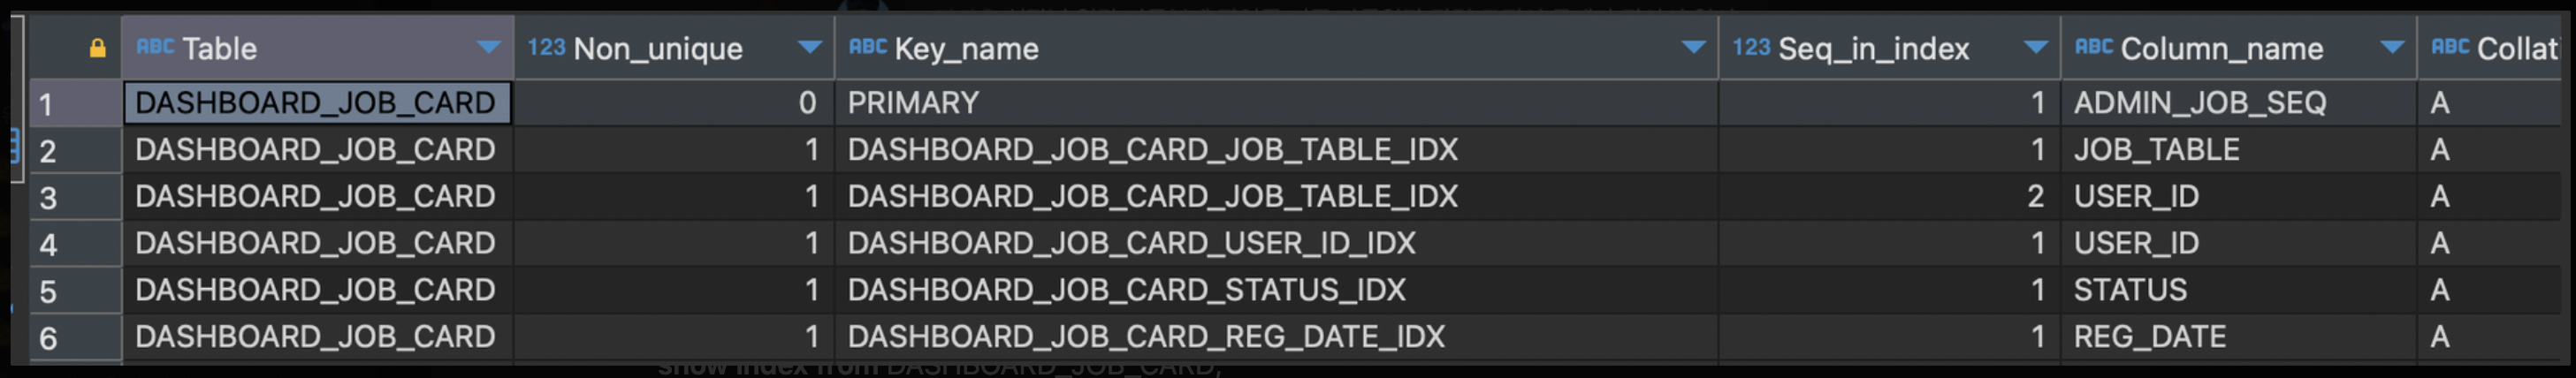 ABC Table 123 Non_unique ABC Key_name 123 Seq_in_index ABC Column_name ABC Collati
1 DASHBOARD_JOB_CARD 0 PRIMARY 1 ADMIN_JOB_SEQ A
2 DASHBOARD_JOB_CARD 1 DASHBOARD_JOB_CARD_JOB_TABLE_IDX 1 JOB_TABLE A
3 DASHBOARD_JOB_CARD 1 DASHBOARD_JOB_CARD_JOB_TABLE_IDX 2 USER_ID A
4 DASHBOARD_JOB_CARD 1 DASHBOARD_JOB_CARD_USER_ID_IDX 1 USER_ID A
5 DASHBOARD_JOB_CARD 1 DASHBOARD_JOB_CARD_STATUS_IDX 1 STATUS A
6 DASHBOARD_JOB_CARD 1 DASHBOARD_JOB_CARD_REG_DATE_IDX 1 REG_DATE A
show index from DASHBOARD_JOB_CARD;